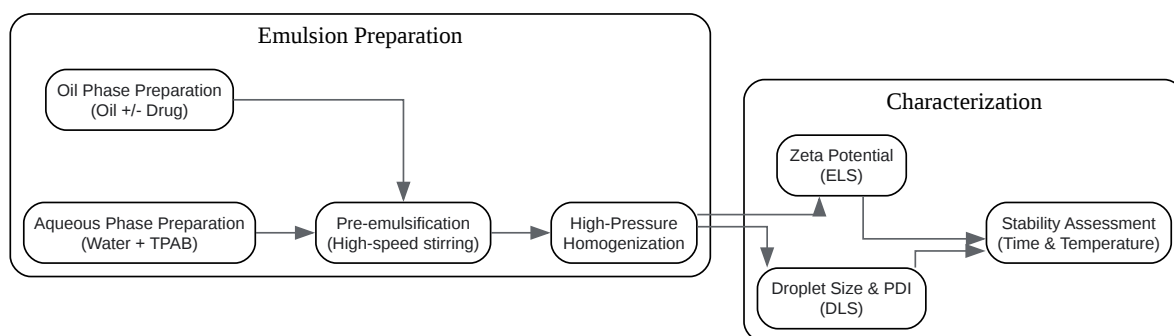 Emulsion Preparation
Oil Phase Preparation
(Oil +/- Drug)
Aqueous Phase Preparation
(Water + TPAB)
Pre-emulsification
(High-speed stirring)
High-Pressure
Homogenization
Characterization
Zeta Potential
(ELS)
Droplet Size & PDI
(DLS)
Stability Assessment
(Time & Temperature)